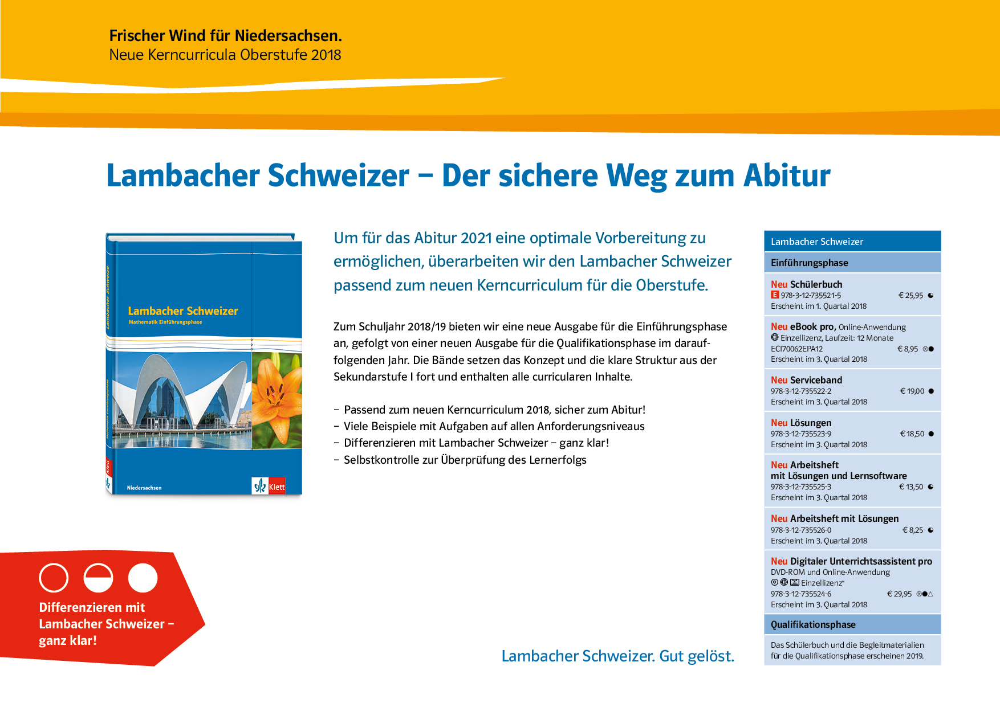 Frischer Wind für Niedersachsen.
Neue Kerncurricula Oberstufe 2018
Lambacher Schweizer – Der sichere Weg zum Abitur
Lambacher Schweizer
Mathematik Einführungsphase
Niedersachsen
Klett
Lambacher Schweizer
Klett
Um für das Abitur 2021 eine optimale Vorbereitung zu
ermöglichen, überarbeiten wir den Lambacher Schweizer
passend zum neuen Kerncurriculum für die Oberstufe.
Zum Schuljahr 2018/19 bieten wir eine neue Ausgabe für die Einführungsphase
an, gefolgt von einer neuen Ausgabe für die Qualifikationsphase im darauf-
folgenden Jahr. Die Bände setzen das Konzept und die klare Struktur aus der
Sekundarstufe I fort und enthalten alle curricularen Inhalte.
– Passend zum neuen Kerncurriculum 2018, sicher zum Abitur!
– Viele Beispiele mit Aufgaben auf allen Anforderungsniveaus
– Differenzieren mit Lambacher Schweizer – ganz klar!
– Selbstkontrolle zur Überprüfung des Lernerfolgs
Lambacher Schweizer
Einführungsphase
Neu Schülerbuch
E 978-3-12-735521-5 € 25,95
Erscheint im 1. Quartal 2018
Neu eBook pro, Online-Anwendung
Einzellizenz, Laufzeit: 12 Monate
ECI70062EPA12 € 8,95
Erscheint im 3. Quartal 2018
Neu Serviceband
978-3-12-735522-2 € 19,00
Erscheint im 3. Quartal 2018
Neu Lösungen
978-3-12-735523-9 € 18,50
Erscheint im 3. Quartal 2018
Neu Arbeitsheft
mit Lösungen und Lernsoftware
978-3-12-735525-3 € 13,50
Erscheint im 3. Quartal 2018
Neu Arbeitsheft mit Lösungen
978-3-12-735526-0 € 8,25
Erscheint im 3. Quartal 2018
Neu Digitaler Unterrichtsassistent pro
DVD-ROM und Online-Anwendung
Einzellizenz*
978-3-12-735524-6 € 29,95
Erscheint im 3. Quartal 2018
Qualifikationsphase
Das Schülerbuch und die Begleitmaterialien
für die Qualifikationsphase erscheinen 2019.
Differenzieren mit
Lambacher Schweizer –
ganz klar!
Lambacher Schweizer. Gut gelöst.